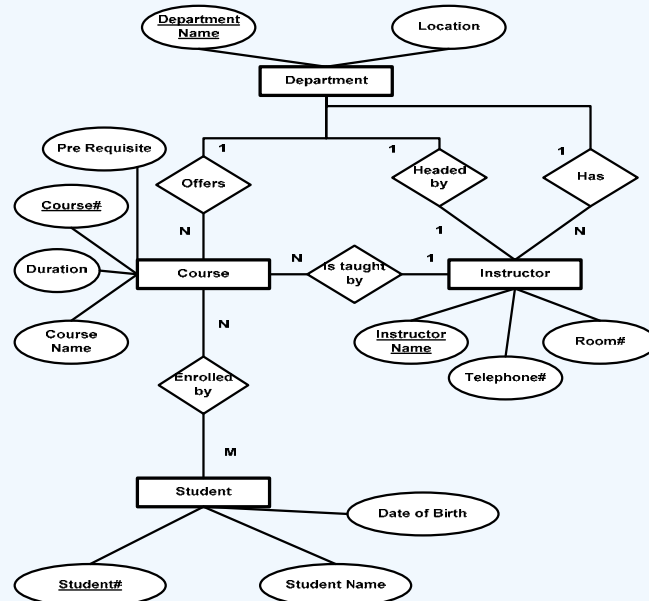 Department
Name
Location
Department
Pre Requisite
1
1
1
Offers
Headed
by
Has
Course#
N
1
N
Duration
Course
N
is taught
by
1
Instructor
Course
Name
N
Instructor
Name
Room#
Telephone#
Enrolled
by
M
Student
Date of Birth
Student#
Student Name